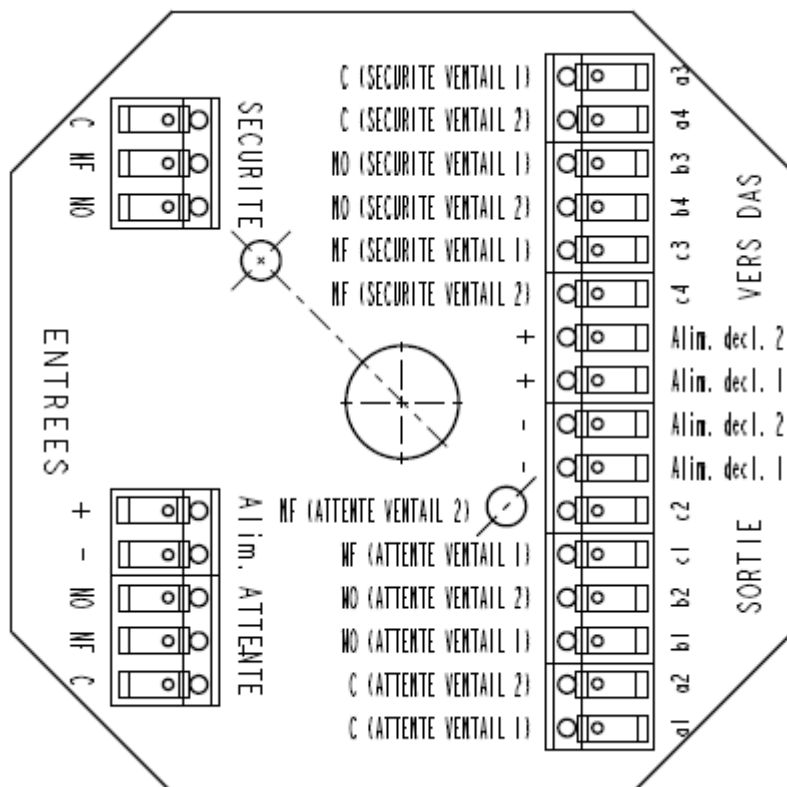 C (SECURITE VENTAIL 1) a3
C (SECURITE VENTAIL 2) a4
NO (SECURITE VENTAIL 1) b3
NO (SECURITE VENTAIL 2) b4
NF (SECURITE VENTAIL 1) c3
NF (SECURITE VENTAIL 2) c4
+ Alim. decl. 2
+ Alim. decl. 1
- Alim. decl. 2
- Alim. decl. 1
NF (ATTENTE VENTAIL 2) c2
NF (ATTENTE VENTAIL 1) c1
NO (ATTENTE VENTAIL 2) b2
NO (ATTENTE VENTAIL 1) b1
C (ATTENTE VENTAIL 2) a2
C (ATTENTE VENTAIL 1) a1
SORTIE VERS DAS
ENTREES
SECURITE
C
NF
NO
Alim. ATTENTE
+
-
NO
NF
C